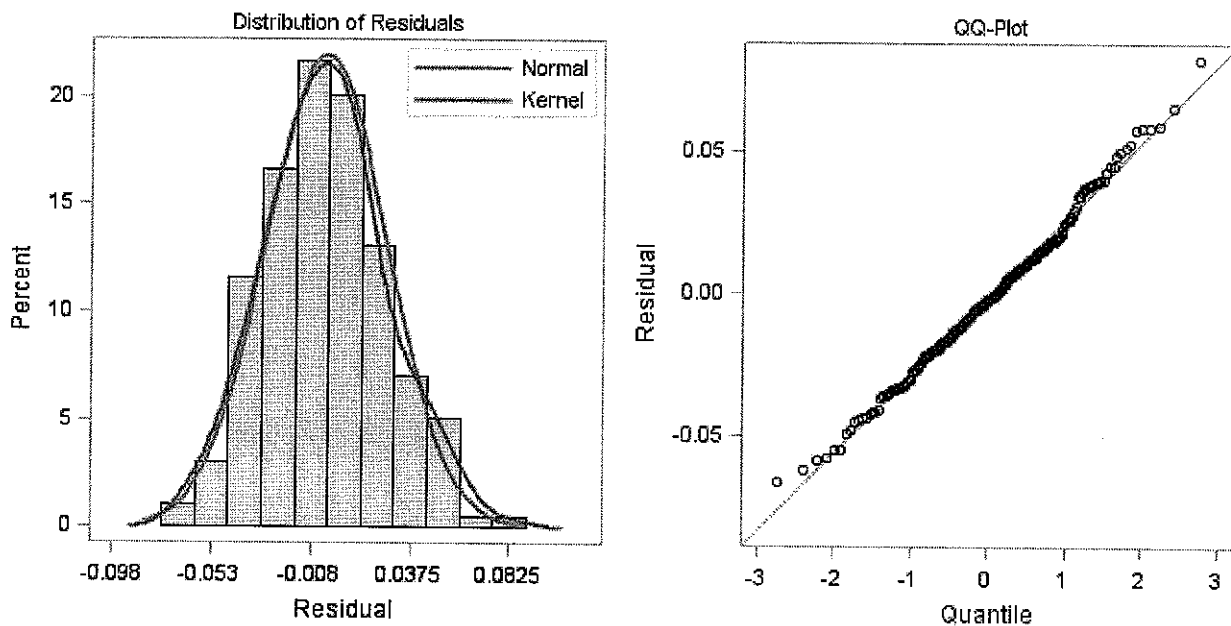 Distribution of Residuals
Normal
Kernel
20
15
10
5
0
Percent
-0.098
-0.053
-0.008
0.0375
0.0825
Residual
QQ-Plot
0.05
0.00
-0.05
Residual
-3
-2
-1
0
1
2
3
Quantile